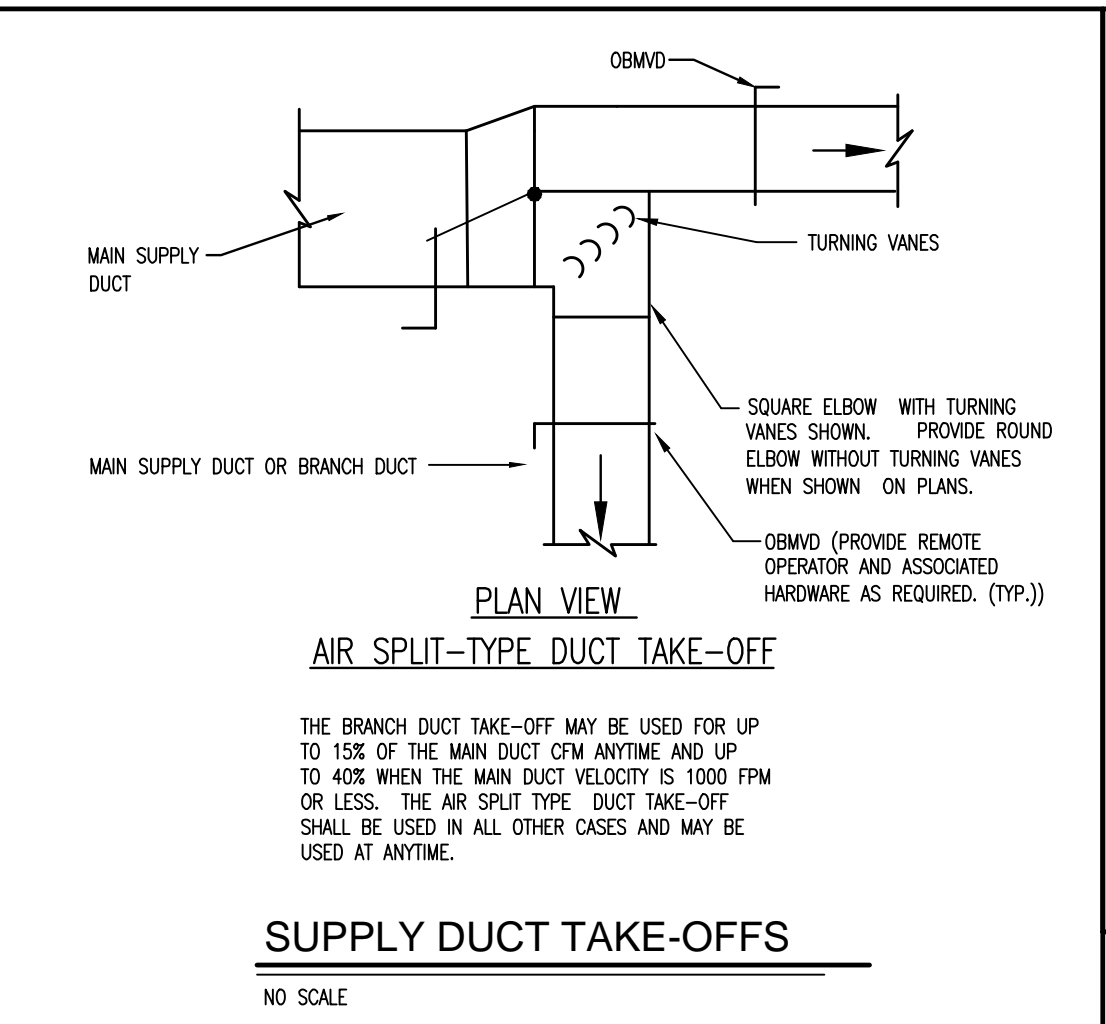 OBMVD
MAIN SUPPLY
DUCT
TURNING VANES
SQUARE ELBOW WITH TURNING
VANES SHOWN. PROVIDE ROUND
ELBOW WITHOUT TURNING VANES
WHEN SHOWN ON PLANS.
MAIN SUPPLY DUCT OR BRANCH DUCT
OBMVD (PROVIDE REMOTE
OPERATOR AND ASSOCIATED
HARDWARE AS REQUIRED. (TYP.))
PLAN VIEW
AIR SPLIT-TYPE DUCT TAKE-OFF
THE BRANCH DUCT TAKE-OFF MAY BE USED FOR UP
TO 15% OF THE MAIN DUCT CFM ANYTIME AND UP
TO 40% WHEN THE MAIN DUCT VELOCITY IS 1000 FPM
OR LESS. THE AIR SPLIT TYPE DUCT TAKE-OFF
SHALL BE USED IN ALL OTHER CASES AND MAY BE
USED AT ANYTIME.
SUPPLY DUCT TAKE-OFFS
NO SCALE